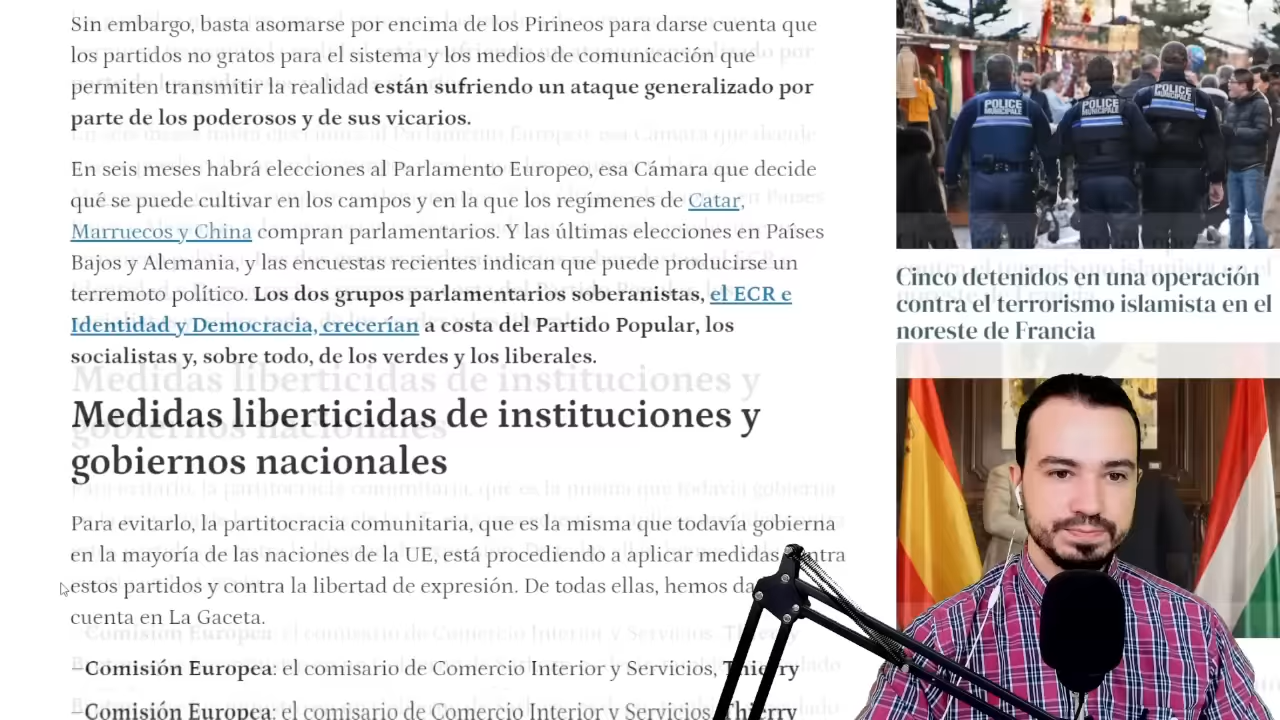 Sin embargo, basta asomarse por encima de los Pirineos para darse cuenta que
los partidos no gratos para el sistema y los medios de comunicación que
permiten transmitir la realidad están sufriendo un ataque generalizado por
parte de los poderosos y de sus vicarios.
En seis meses habrá elecciones al Parlamento Europeo, esa Cámara que decide
qué se puede cultivar en los campos y en la que los regímenes de Catar,
Marruecos y China compran parlamentarios. Y las últimas elecciones en Países
Bajos y Alemania, y las encuestas recientes indican que puede producirse un
terremoto político. Los dos grupos parlamentarios soberanistas, el ECR e
Identidad y Democracia, crecerían a costa del Partido Popular, los
socialistas y, sobre todo, de los verdes y los liberales.
Medidas liberticidas de instituciones y
gobiernos nacionales
Para evitarlo, la partitocracia comunitaria, que es la misma que todavía gobierna
en la mayoría de las naciones de la UE, está procediendo a aplicar medidas
estos partidos y contra la libertad de expresión. De todas ellas, hemos
cuenta en La Gaceta.
–Comisión Europea: el comisario de Comercio Interior y Servicios, Thierry
–Comisión Europea: el comisario de Comercio Interior y Servicios, Thierry
POLICE
MUNICIPALE
POLICE
MUNICIPALE
POLICE
MUNICIPALE
Cinco detenidos en una operación
contra el terrorismo islamista en el
noreste de Francia